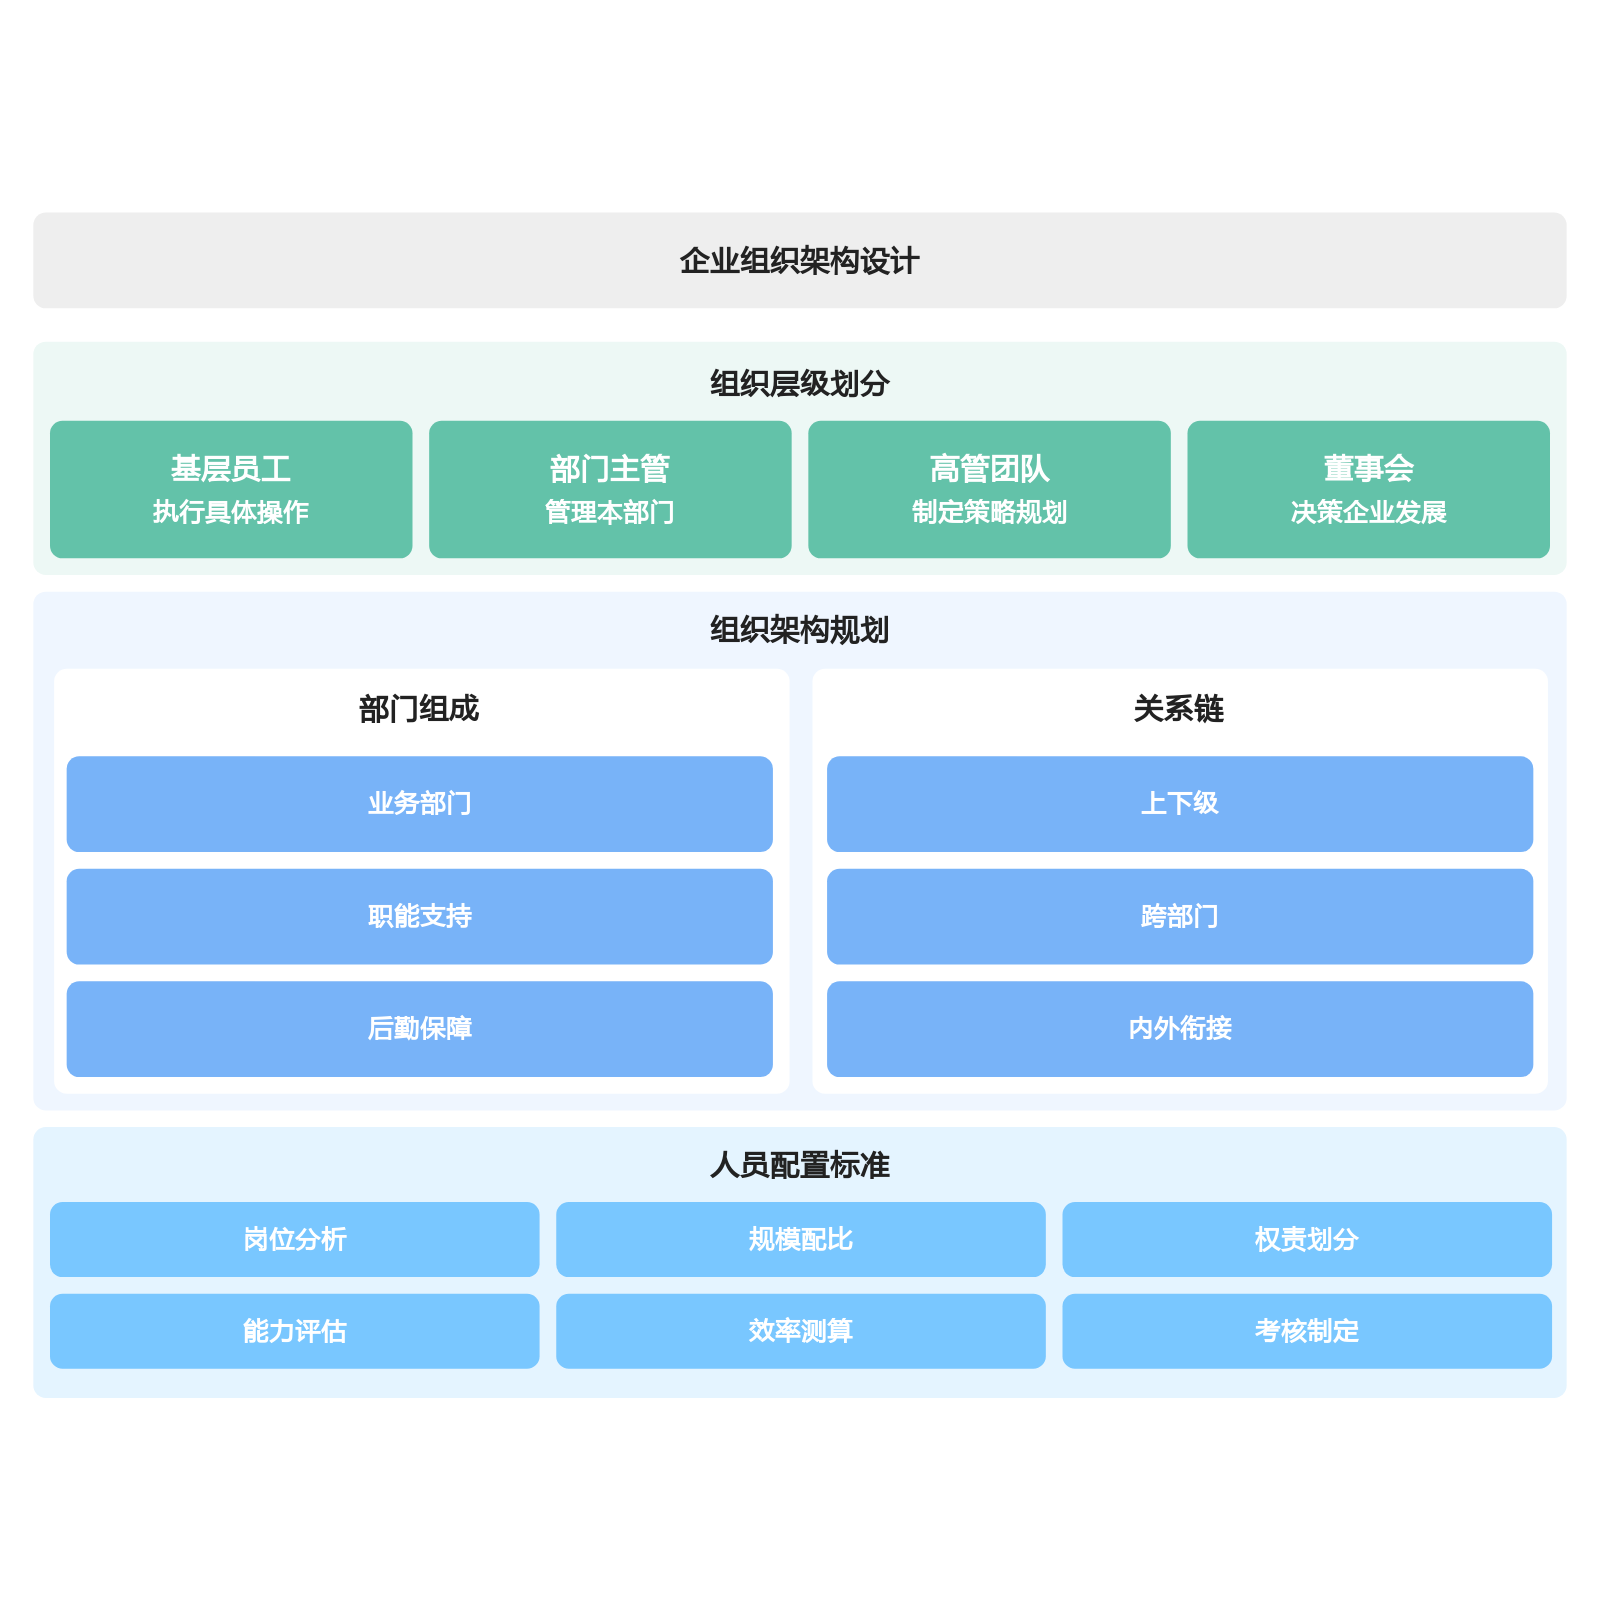 企业组织架构设计
组织层级划分
基层员工
执行具体操作
部门主管
管理本部门
高管团队
制定策略规划
董事会
决策企业发展
组织架构规划
部门组成
业务部门
职能支持
后勤保障
关系链
上下级
跨部门
内外衔接
人员配置标准
岗位分析
规模配比
权责划分
能力评估
效率测算
考核制定